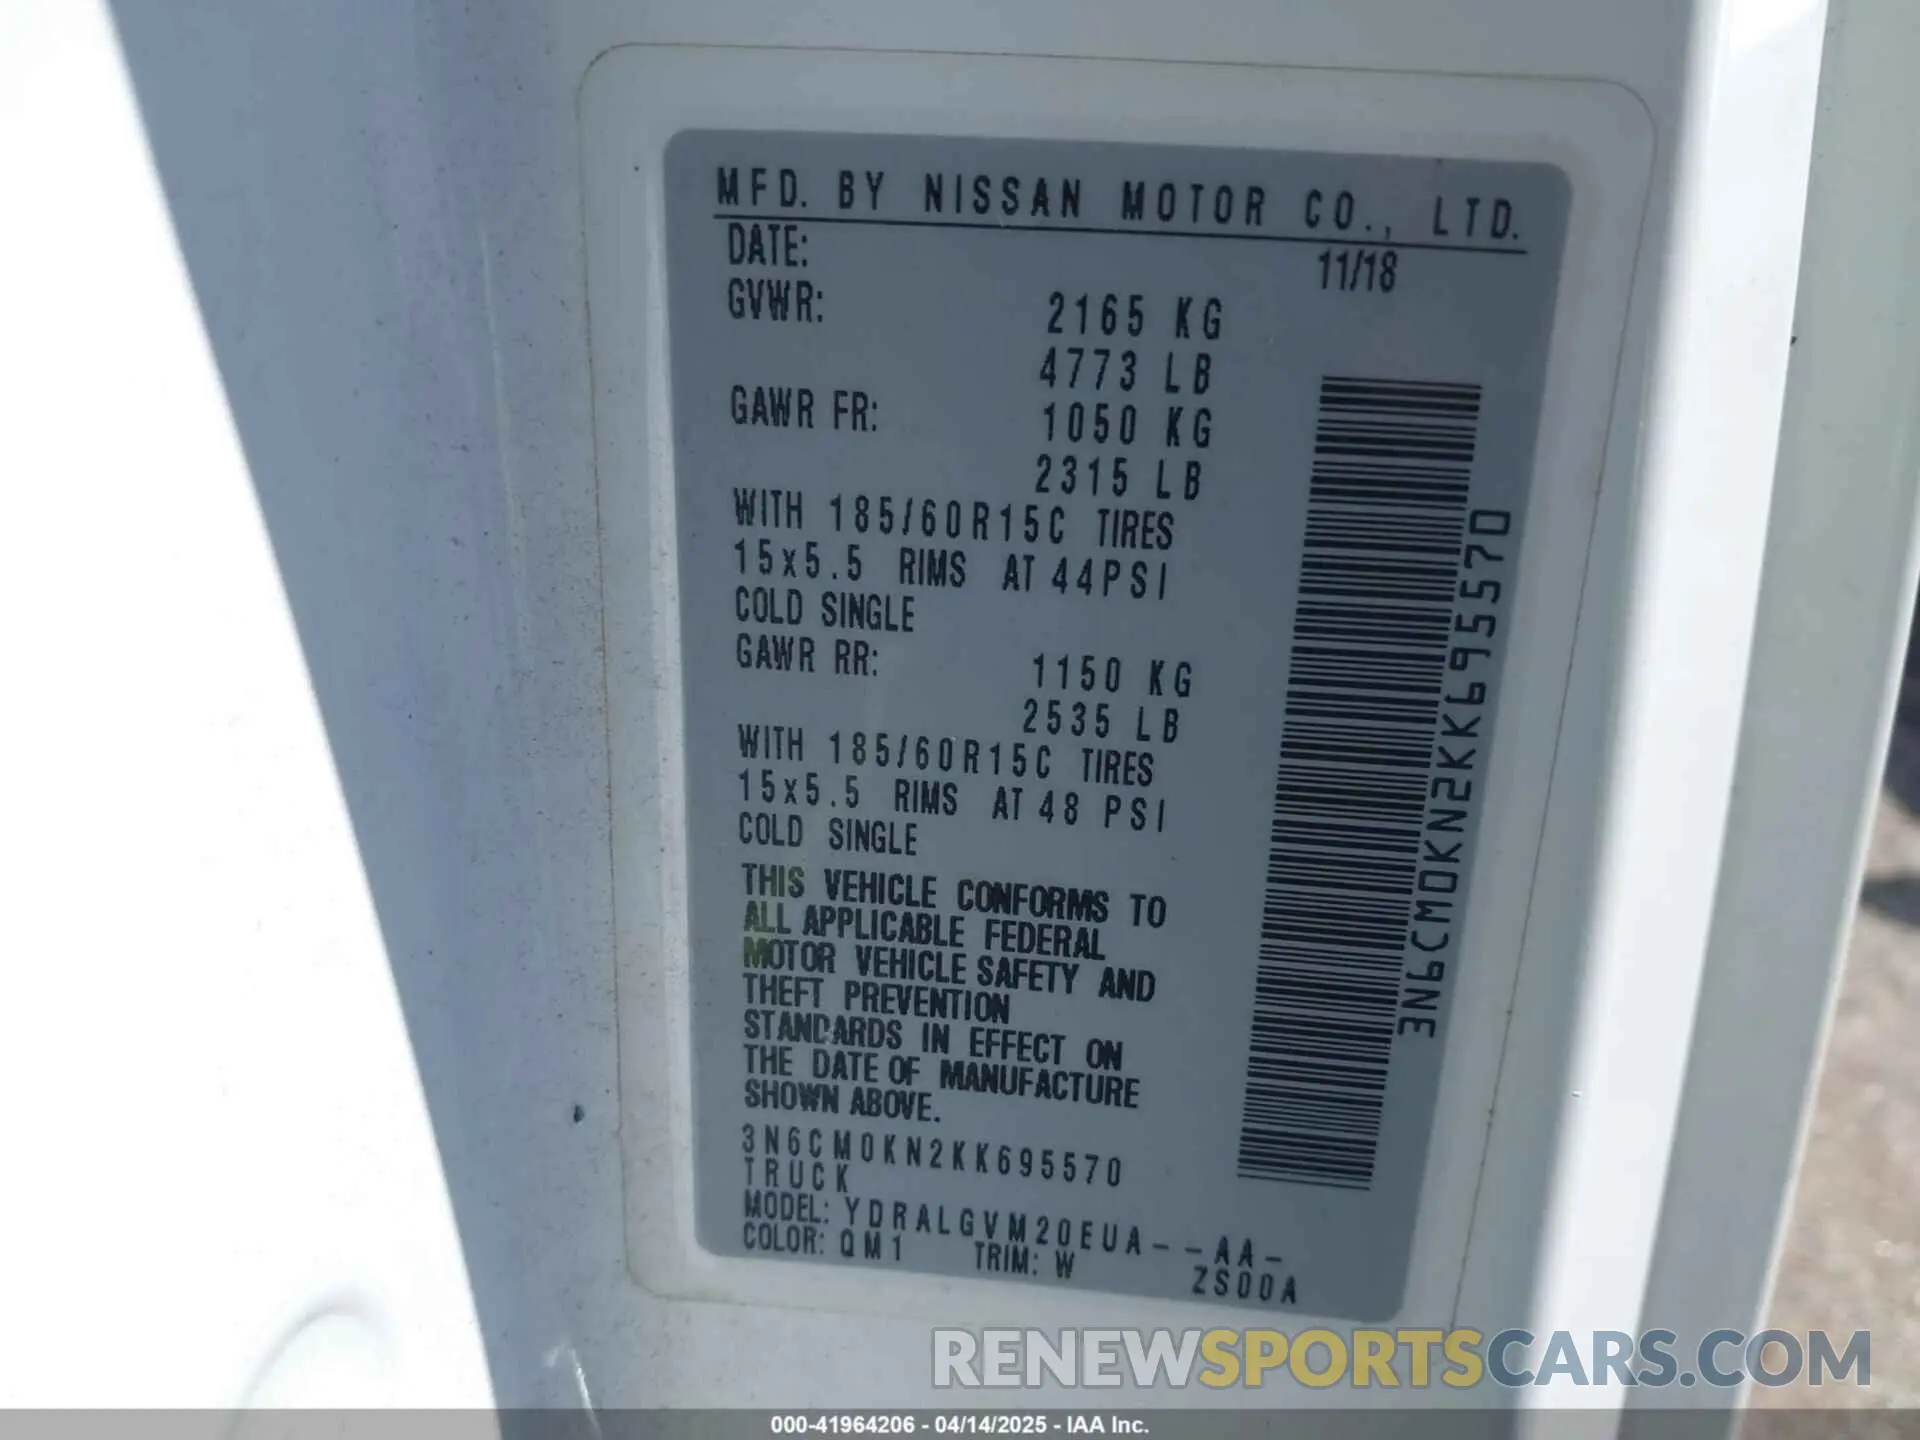 MFD. BY NISSAN MOTOR CO., LTD.
DATE: 11/18
GVWR: 2165 KG
4773 LB
GAWR FR: 1050 KG
2315 LB
WITH 185/60R15C TIRES
15x5.5 RIMS AT 44PSI
COLD SINGLE
GAWR RR: 1150 KG
2535 LB
WITH 185/60R15C TIRES
15x5.5 RIMS AT 48 PSI
COLD SINGLE
THIS VEHICLE CONFORMS TO
ALL APPLICABLE FEDERAL
MOTOR VEHICLE SAFETY AND
THEFT PREVENTION
STANDARDS IN EFFECT ON
THE DATE OF MANUFACTURE
SHOWN ABOVE.
3N6CM0KN2KK695570
TRUCK
MODEL: YDRALGVM20EUA--AA-
COLOR: QM1 TRIM: W ZS00A
3N6CM0KN2KK695570
RENEWSPORTSCARS.COM
000-41964206 - 04/14/2025 - IAA Inc.